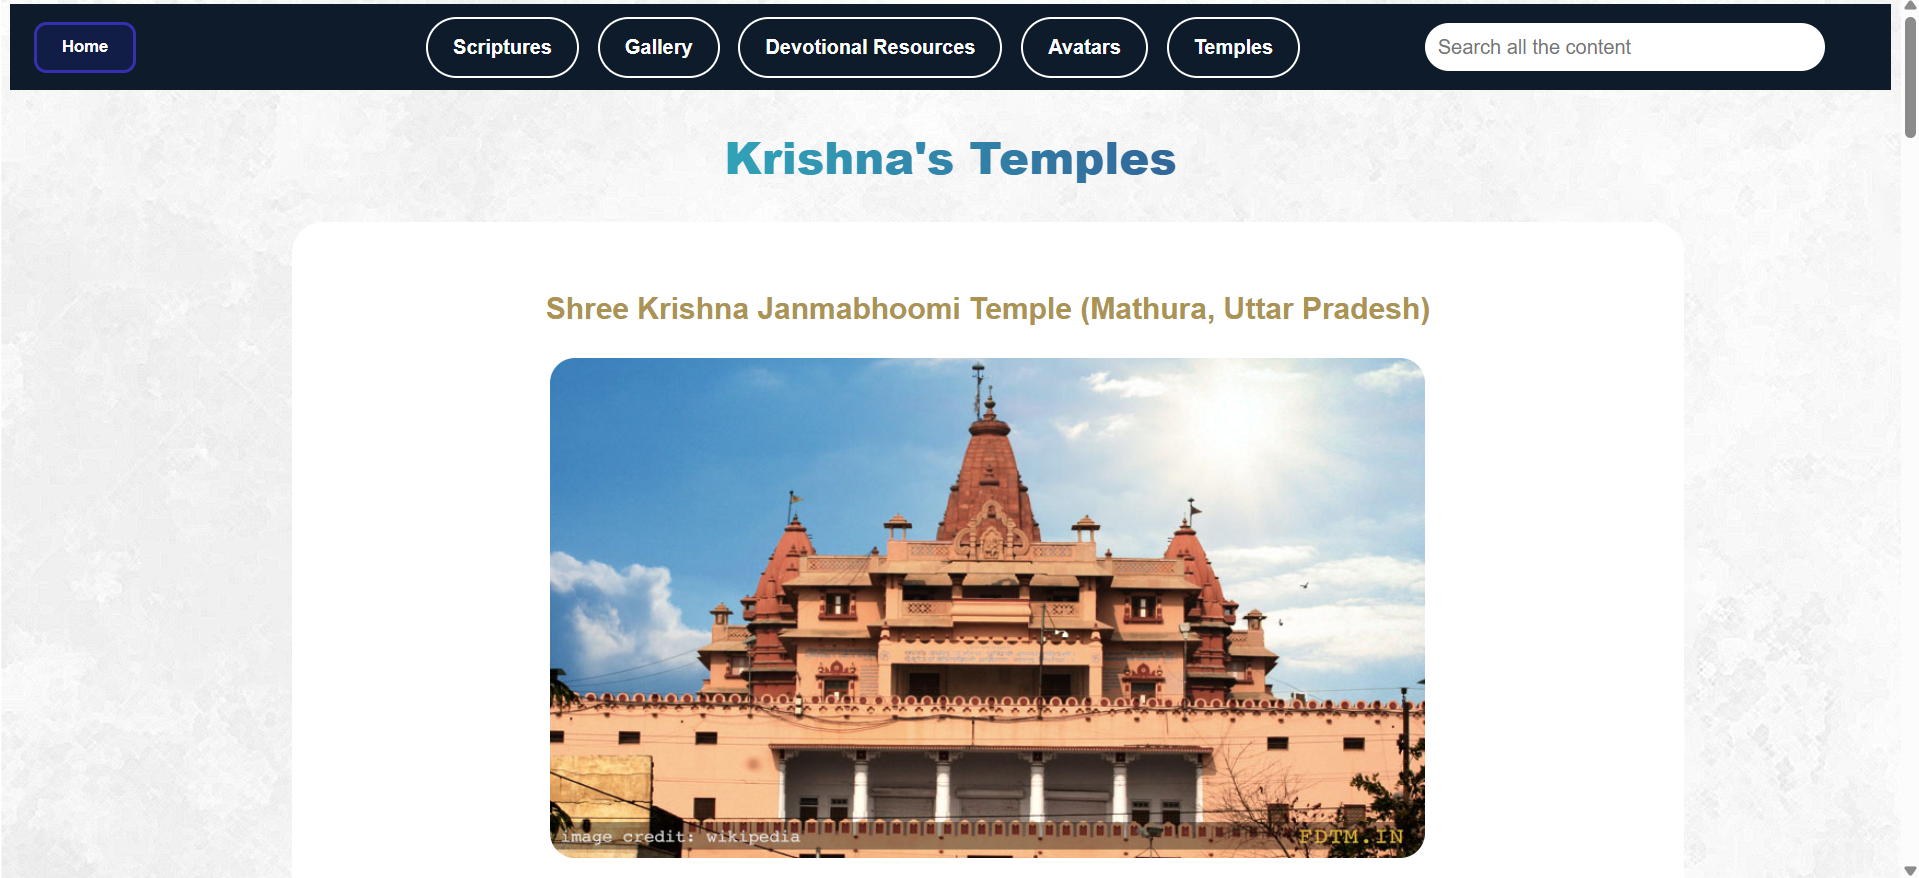 Home
Scriptures
Gallery
Devotional Resources
Avatars
Temples
Search all the content
Krishna's Temples
Shree Krishna Janmabhoomi Temple (Mathura, Uttar Pradesh)
image credit: wikipedia
FDTM.IN